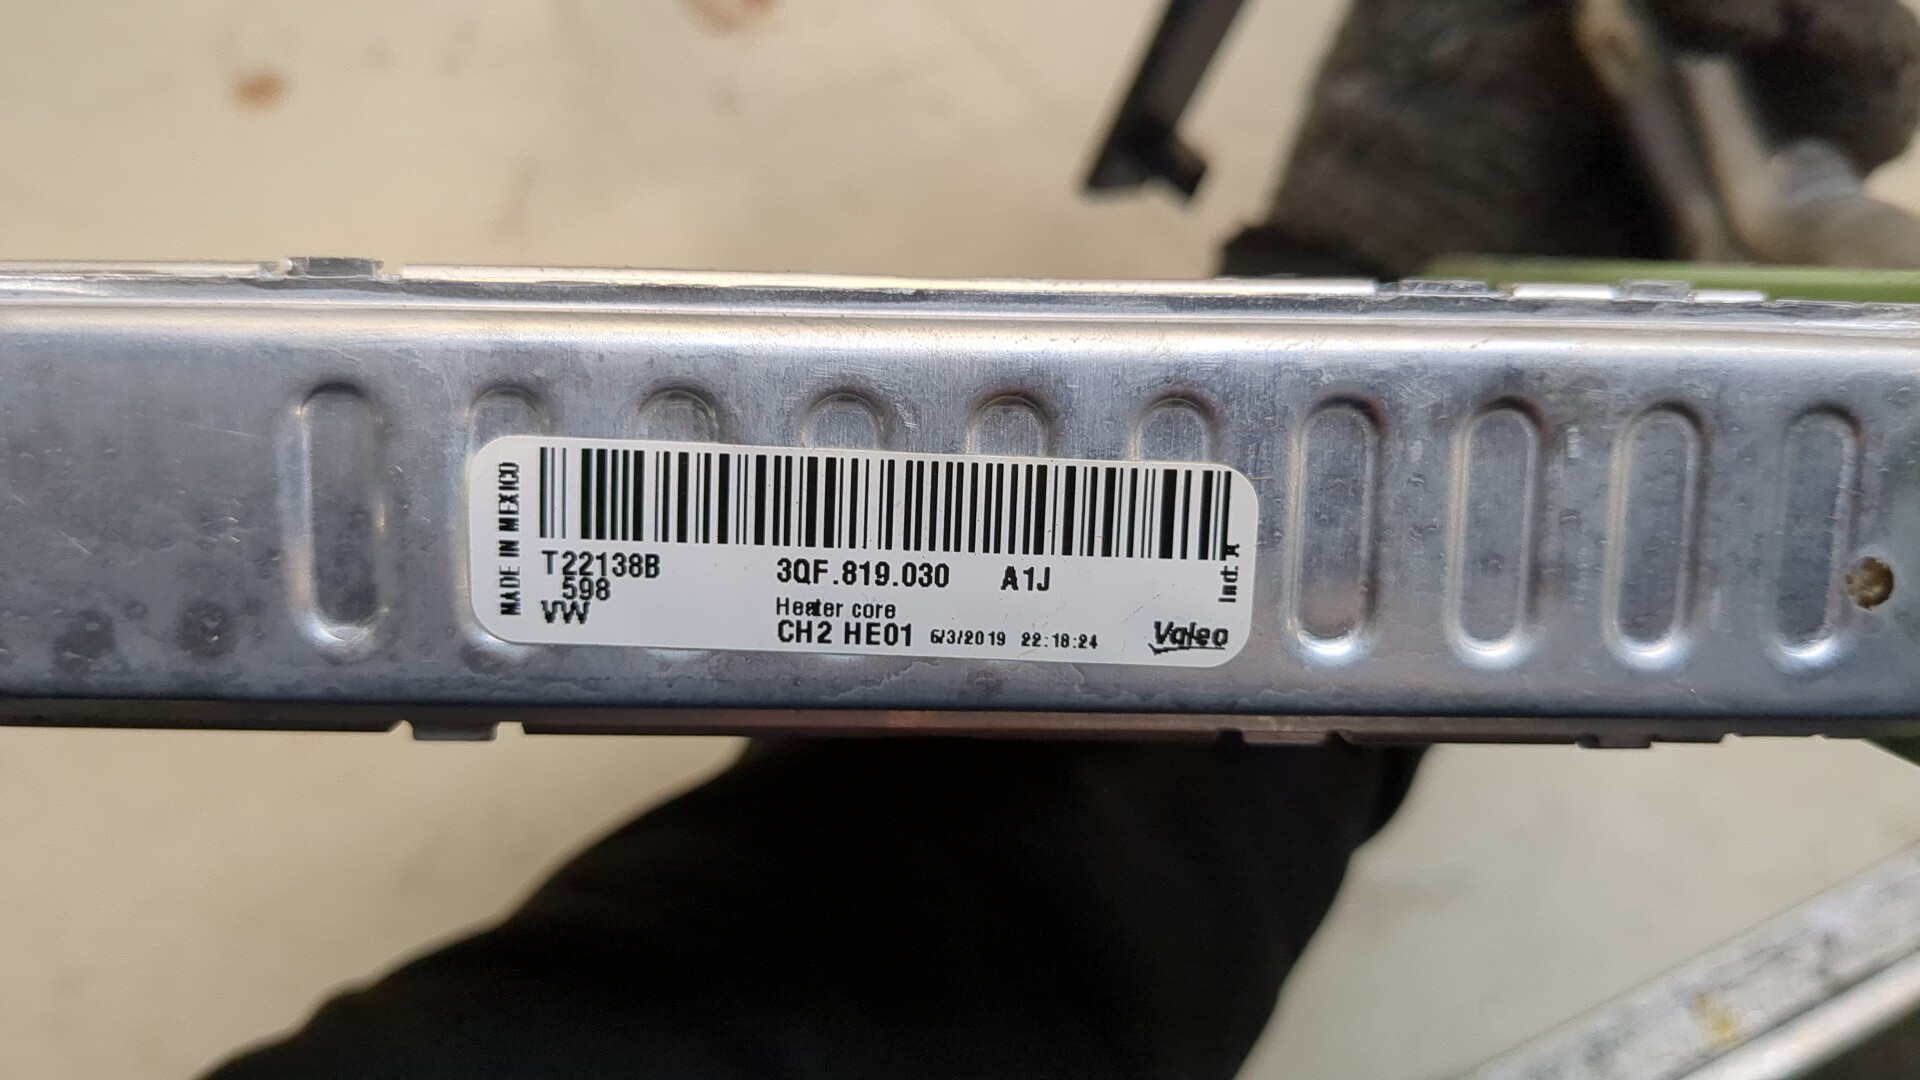 MADE IN MEXICO
T22138B
598
VW
3QF.819.030 A1J
Heater core
CH2 HE01 6/3/2019 22:18:24
Ind: A
Valeo